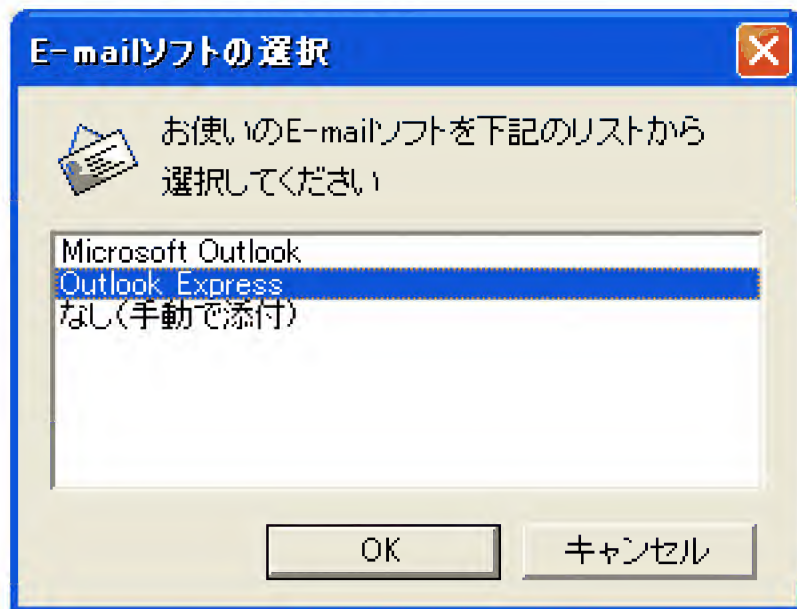 E-mailソフトの選択
お使いのE-mailソフトを下記のリストから
選択してください
Microsoft Outlook
Outlook Express
なし(手動で添付)
OK
キャンセル